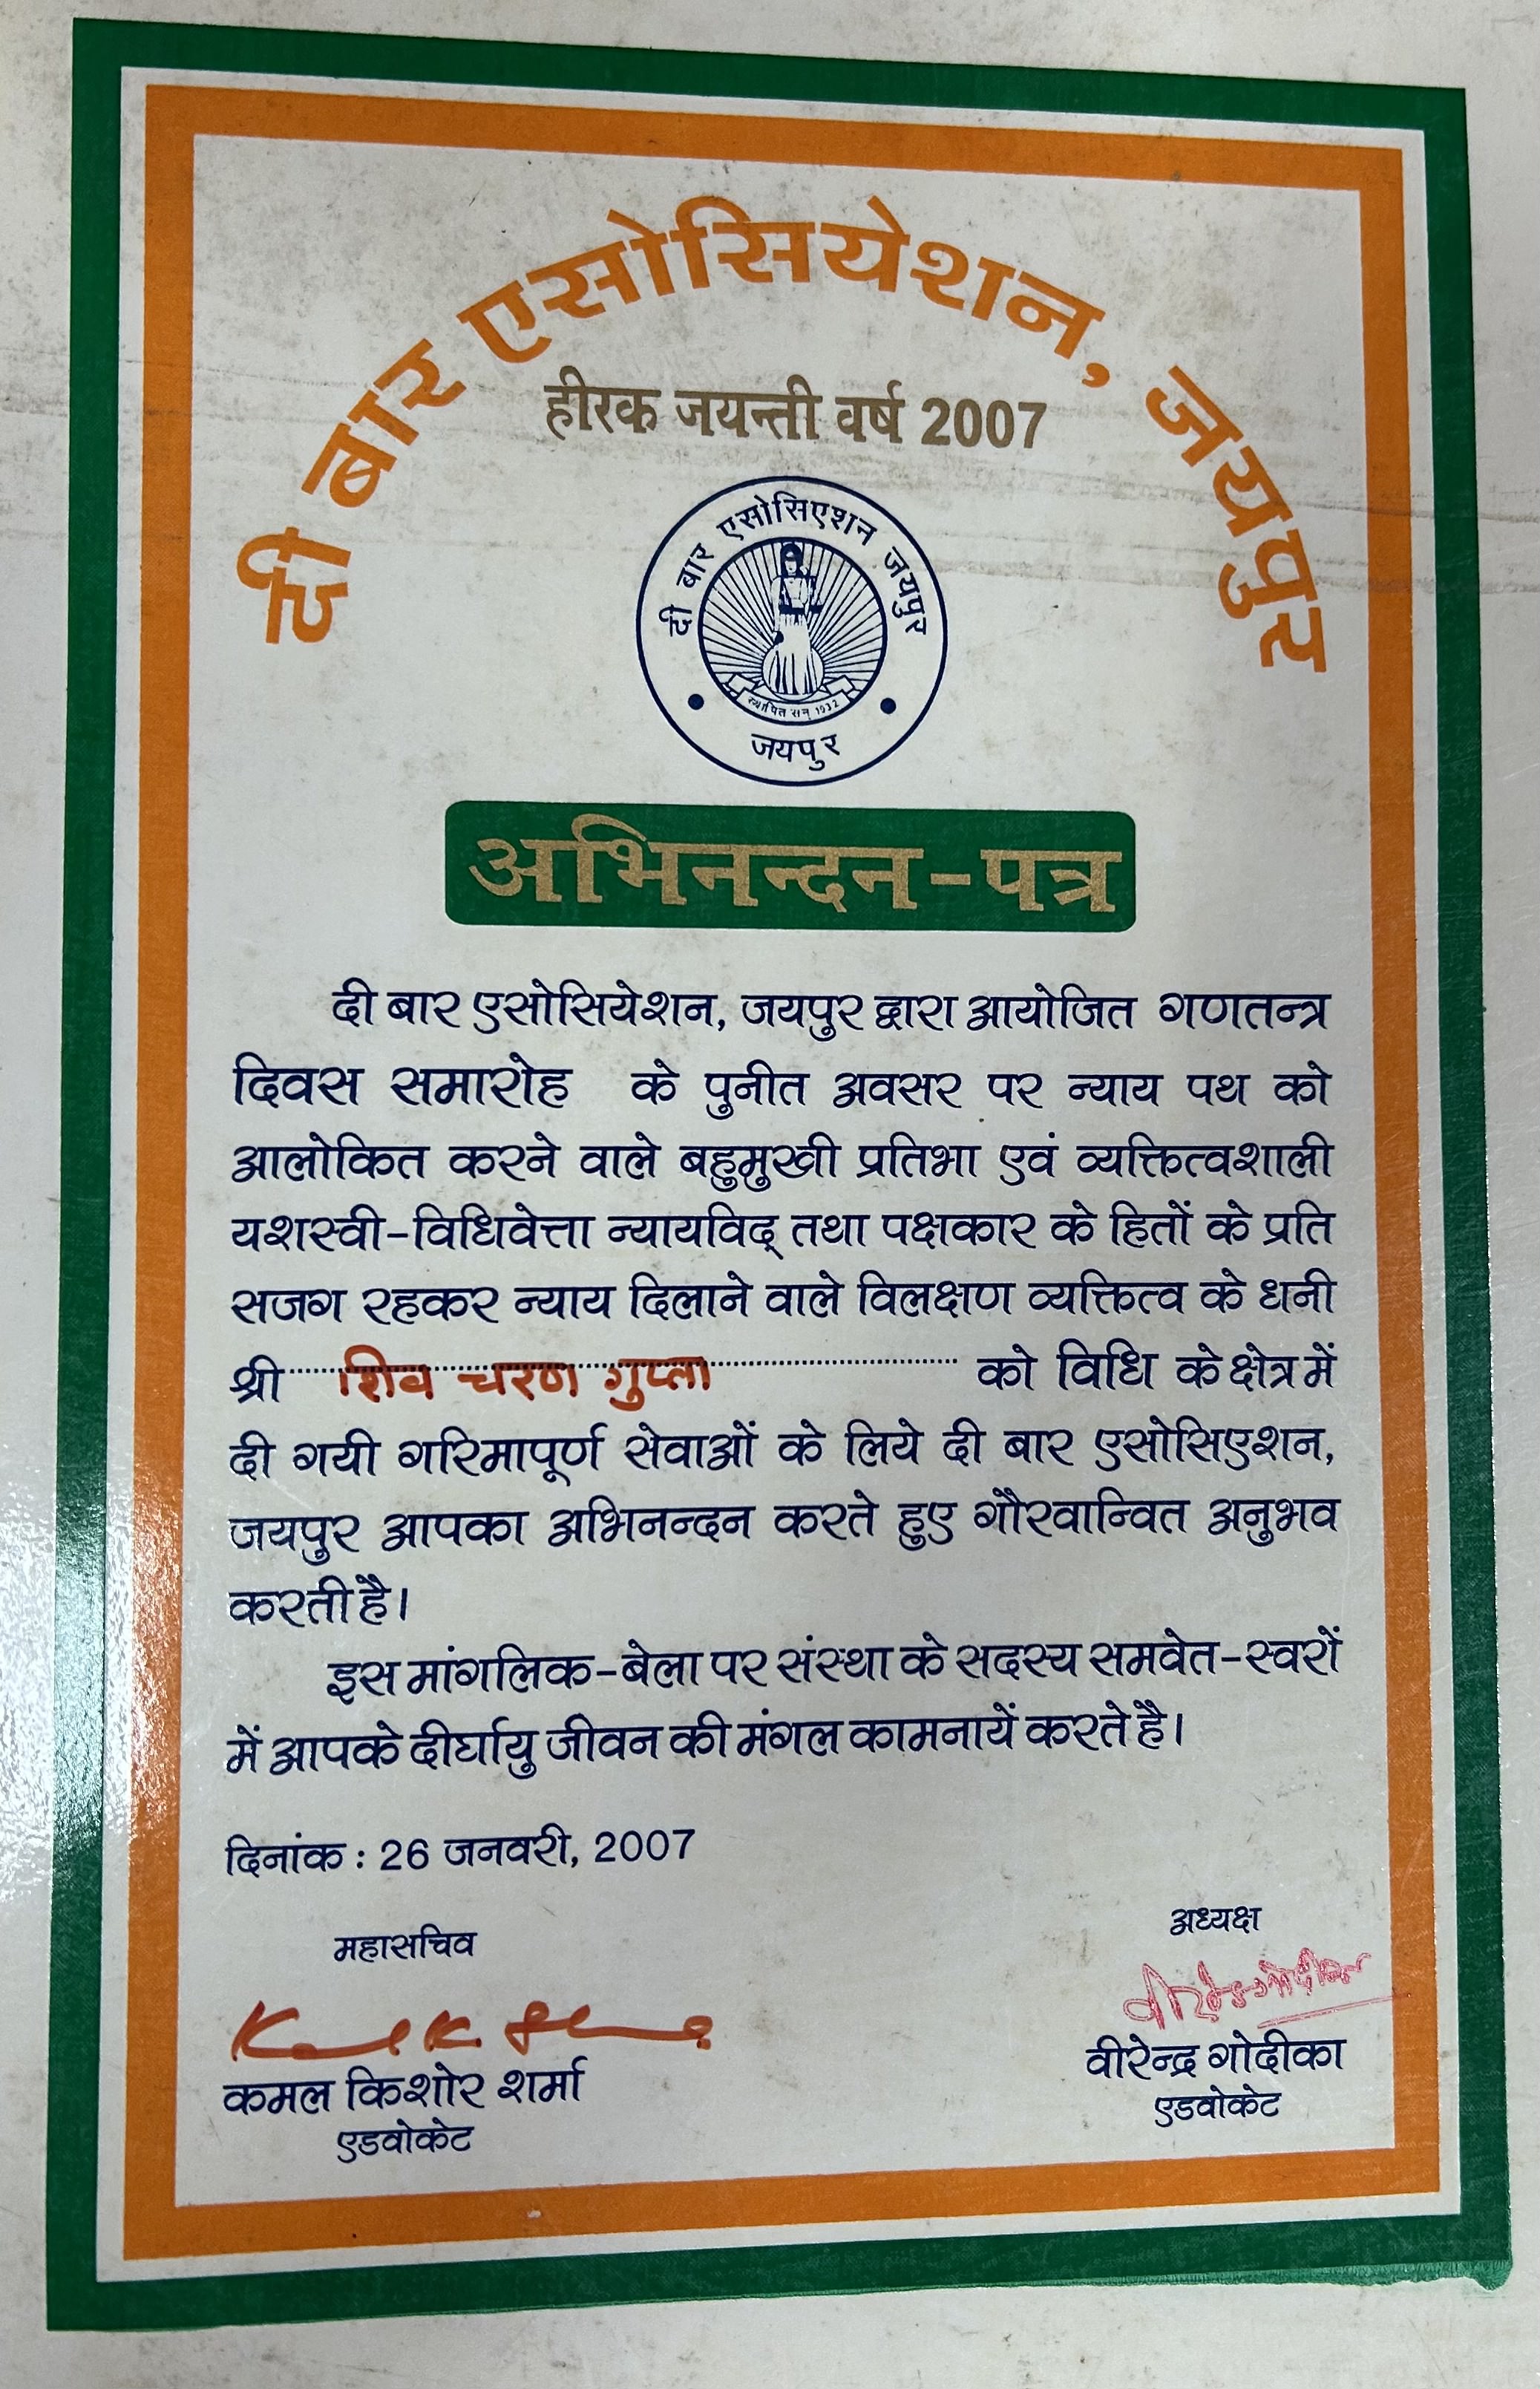 दी बार एसोसियेशन, जयपुर
हीरक जयन्ती वर्ष 2007
दी बार एसोसिएशन जयपुर
स्थापित सन् 1932
जयपुर
अभिनन्दन-पत्र
दी बार एसोसियेशन, जयपुर द्वारा आयोजित गणतन्त्र
दिवस समारोह के पुनीत अवसर पर न्याय पथ को
आलोकित करने वाले बहुमुखी प्रतिभा एवं व्यक्तित्वशाली
यशस्वी-विधिवेत्ता न्यायविद् तथा पक्षकार के हितों के प्रति
सजग रहकर न्याय दिलाने वाले विलक्षण व्यक्तित्व के धनी
श्री शिव चरण गुप्ता को विधि के क्षेत्र में
दी गयी गरिमापूर्ण सेवाओं के लिये दी बार एसोसिएशन,
जयपुर आपका अभिनन्दन करते हुए गौरवान्वित अनुभव
करती है।
इस मांगलिक-बेला पर संस्था के सदस्य समवेत-स्वरों
में आपके दीर्घायु जीवन की मंगल कामनायें करते है।
दिनांक : 26 जनवरी, 2007
महासचिव
अध्यक्ष
वीरेन्द्र गोदीका
कमल किशोर शर्मा
वीरेन्द्र गोदीका
एडवोकेट
एडवोकेट